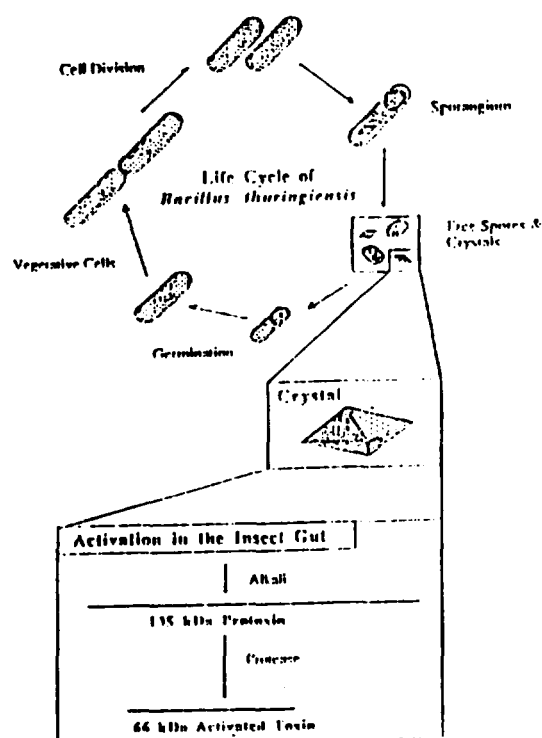 Cell Division
Sporangium
Life Cycle of
Bacillus thuringiensis
Free Spores &
Crystals
Vegetative Cells
Germination
Crystal
Activation in the Insect Gut
Alkali
135 kDa Protoxin
Protease
66 kDa Activated Toxin